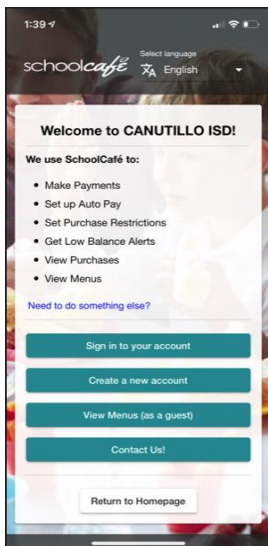 1:39
Select language
schoolcafé
English
Welcome to CANUTILLO ISD!
We use SchoolCafé to:
• Make Payments
• Set up Auto Pay
• Set Purchase Restrictions
• Get Low Balance Alerts
• View Purchases
• View Menus
Need to do something else?
Sign in to your account
Create a new account
View Menus (as a guest)
Contact Us!
Return to Homepage